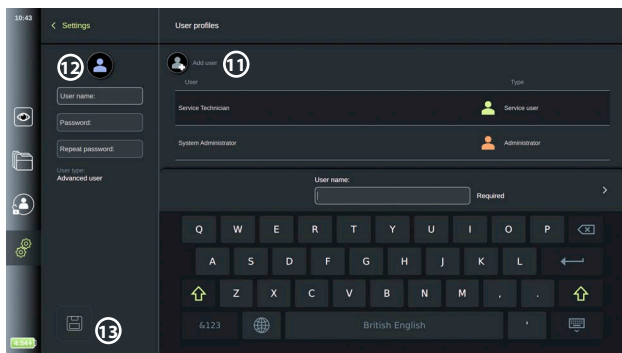 10:43
Settings
User profiles
12
Add user
11
User
Type
User name:
Service Technician
Service user
Password:
System Administrator
Administrator
Repeat password:
User type:
Advanced user
User name:
Required
Q W E R T Y U I O P
A S D F G H J K L
Z X C V B N M , .
&123
British English
'
13